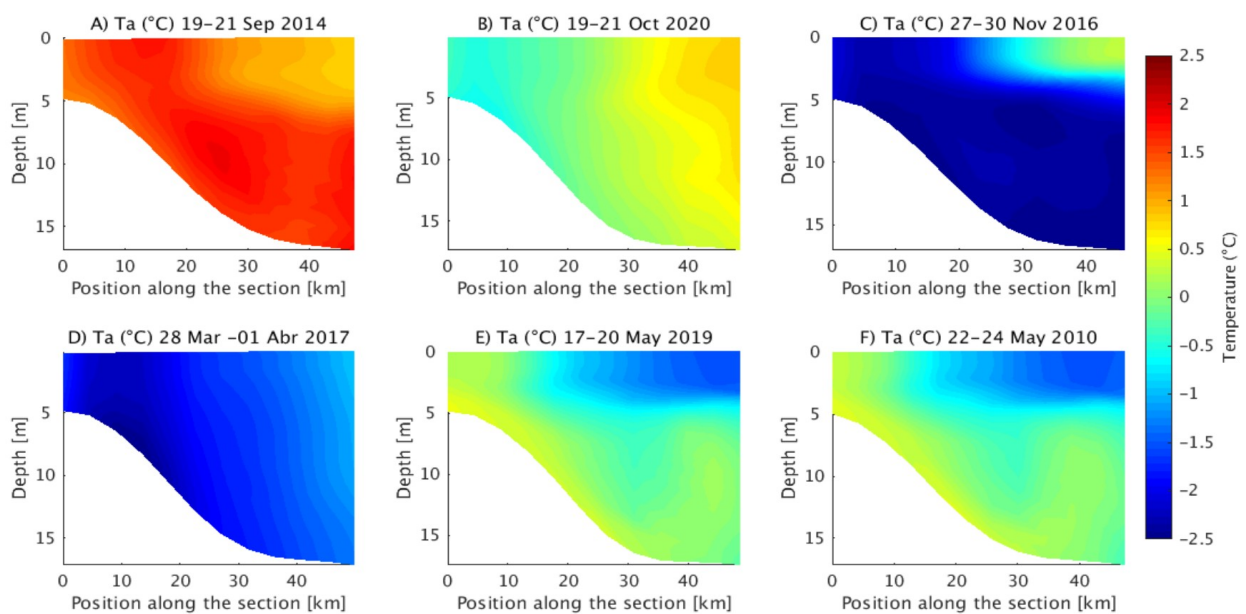 A) Ta (°C) 19–21 Sep 2014
B) Ta (°C) 19–21 Oct 2020
C) Ta (°C) 27–30 Nov 2016
0
5
10
15
Depth [m]
0 10 20 30 40
Position along the section [km]
0
5
10
15
Depth [m]
0 10 20 30 40
Position along the section [km]
0
5
10
15
Depth [m]
0 10 20 30 40
Position along the section [km]
2.5
2
1.5
1
0.5
0
−0.5
−1
−1.5
−2
−2.5
Temperature (°C)
D) Ta (°C) 28 Mar –01 Abr 2017
E) Ta (°C) 17–20 May 2019
F) Ta (°C) 22–24 May 2010
0
5
10
15
Depth [m]
0 10 20 30 40 50
Position along the section [km]
0
5
10
15
Depth [m]
0 10 20 30 40
Position along the section [km]
0
5
10
15
Depth [m]
0 10 20 30 40
Position along the section [km]